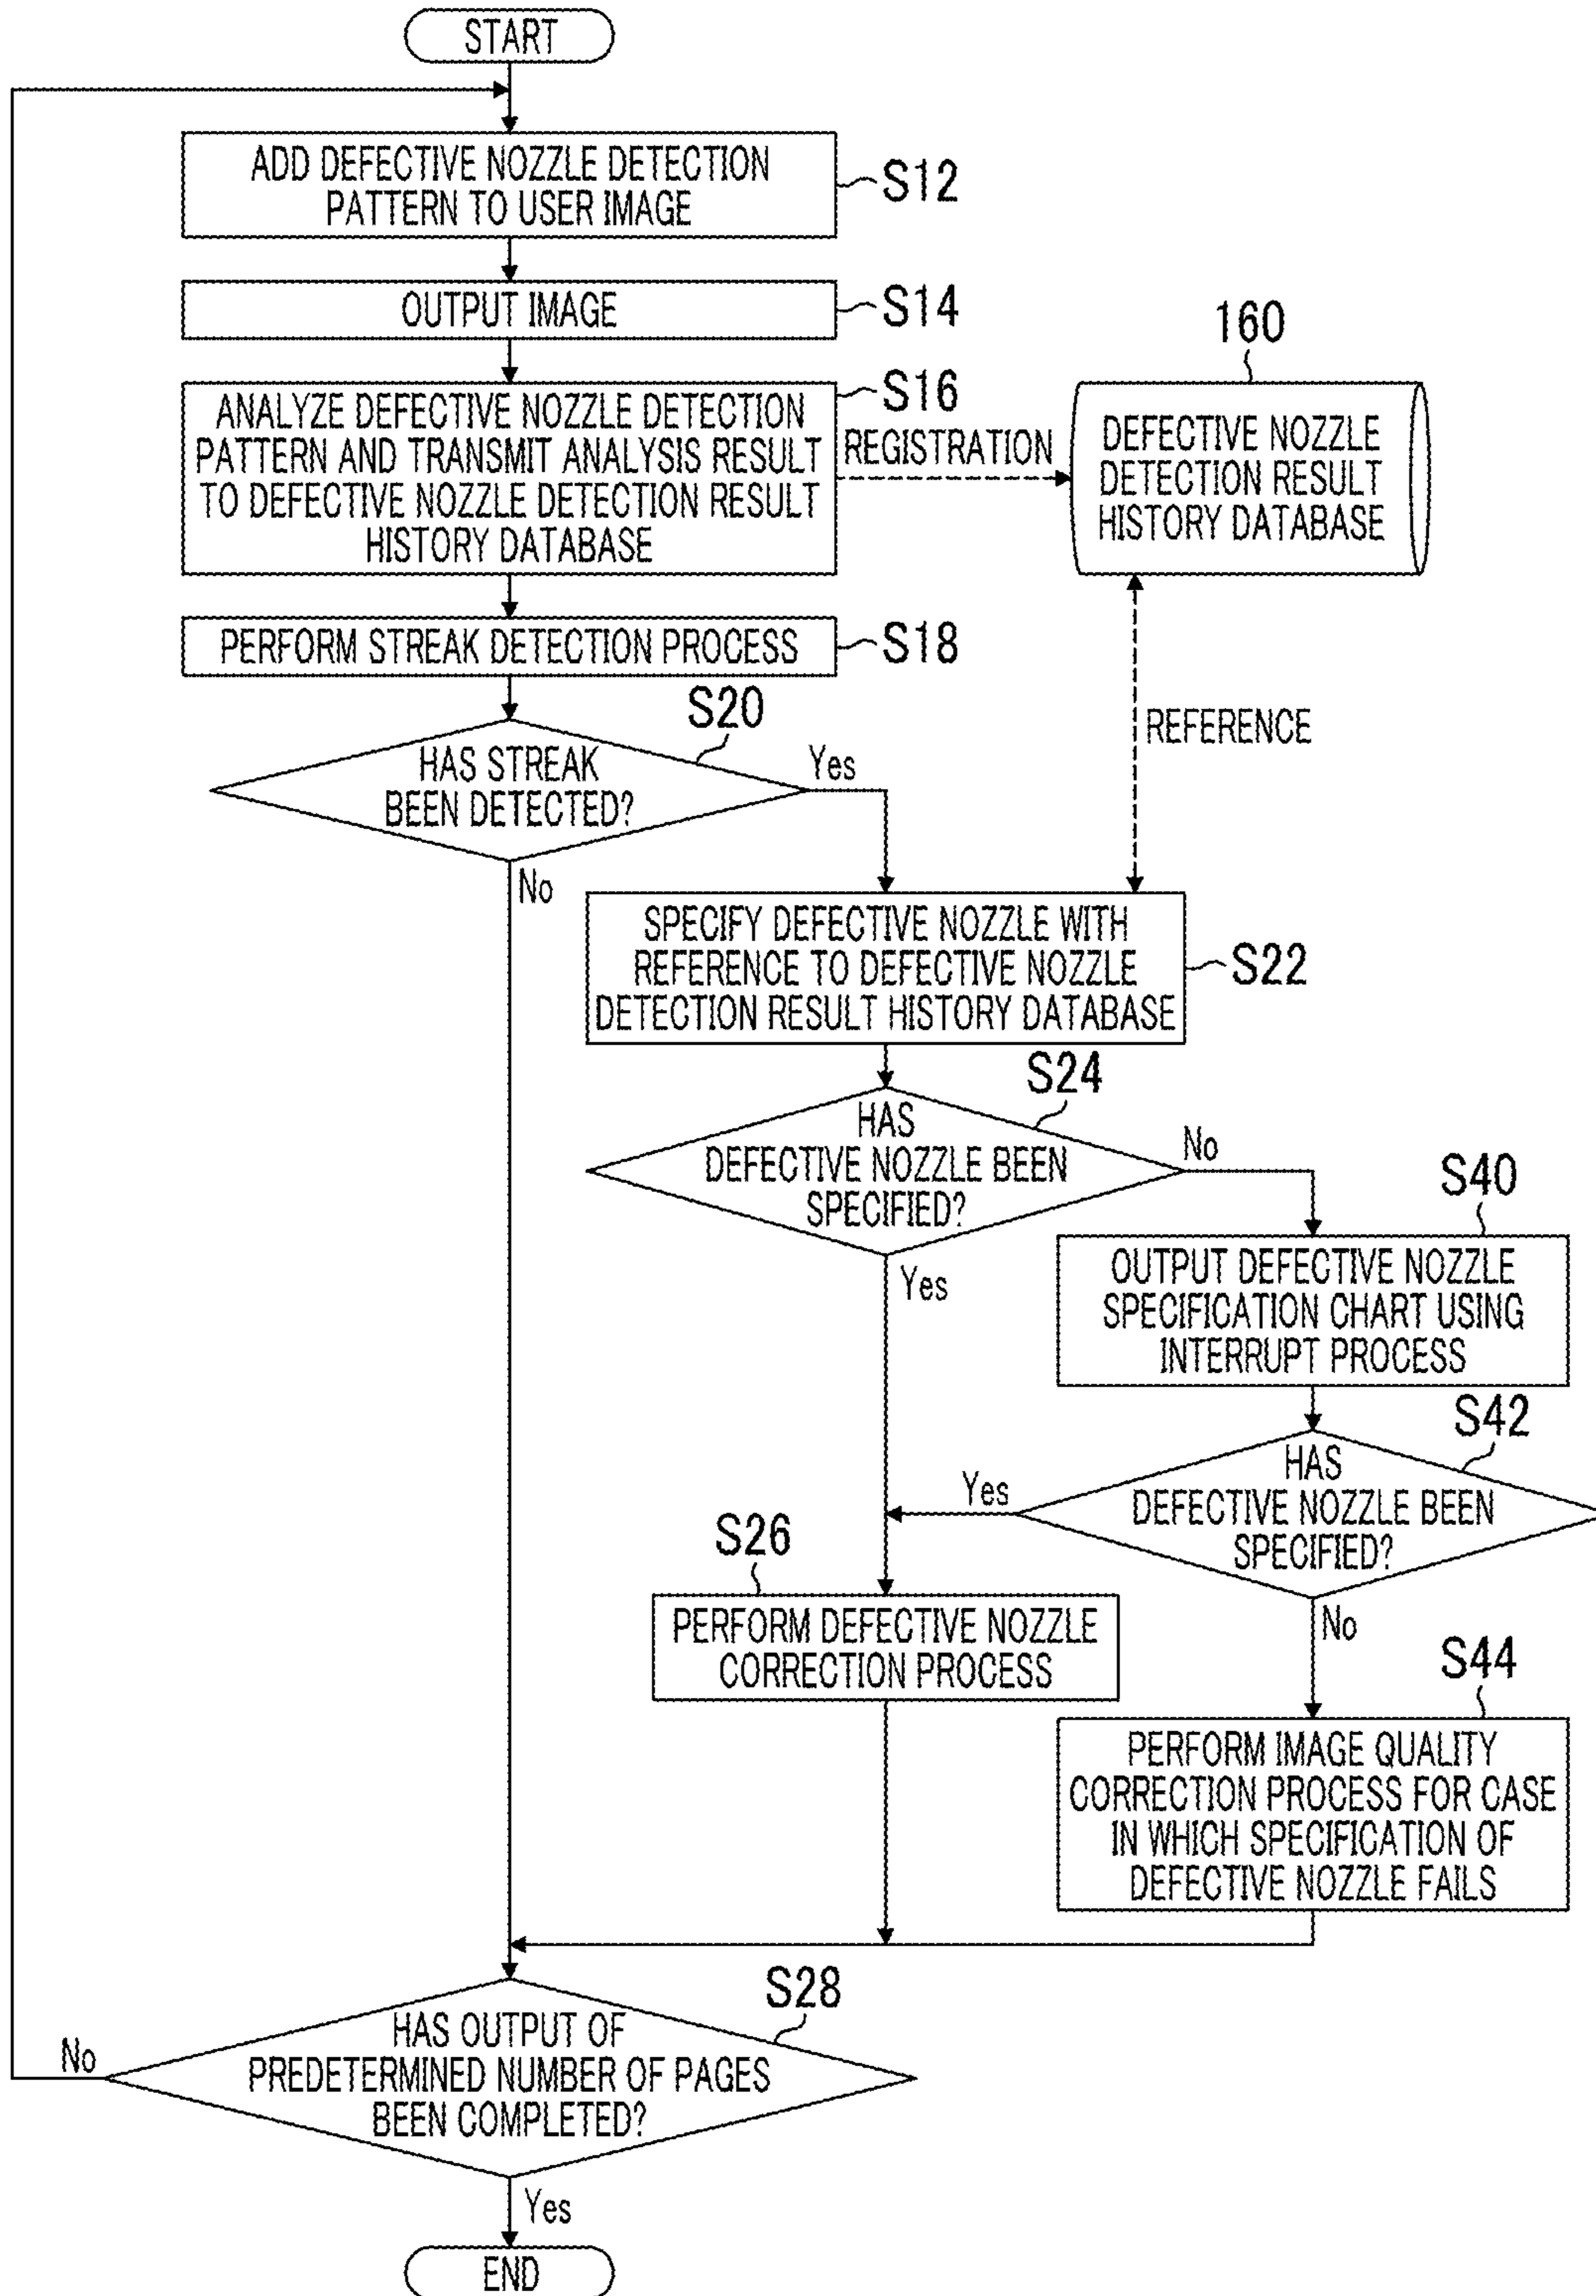 START
ADD DEFECTIVE NOZZLE DETECTION
PATTERN TO USER IMAGE
S12
OUTPUT IMAGE
S14
ANALYZE DEFECTIVE NOZZLE DETECTION
PATTERN AND TRANSMIT ANALYSIS RESULT
TO DEFECTIVE NOZZLE DETECTION RESULT
HISTORY DATABASE
S16
REGISTRATION
160
DEFECTIVE NOZZLE
DETECTION RESULT
HISTORY DATABASE
PERFORM STREAK DETECTION PROCESS
S18
REFERENCE
S20
HAS STREAK
BEEN DETECTED?
Yes
No
SPECIFY DEFECTIVE NOZZLE WITH
REFERENCE TO DEFECTIVE NOZZLE
DETECTION RESULT HISTORY DATABASE
S22
S24
HAS
DEFECTIVE NOZZLE BEEN
SPECIFIED?
No
Yes
S40
OUTPUT DEFECTIVE NOZZLE
SPECIFICATION CHART USING
INTERRUPT PROCESS
S42
HAS
DEFECTIVE NOZZLE BEEN
SPECIFIED?
Yes
No
S26
PERFORM DEFECTIVE NOZZLE
CORRECTION PROCESS
S44
PERFORM IMAGE QUALITY
CORRECTION PROCESS FOR CASE
IN WHICH SPECIFICATION OF
DEFECTIVE NOZZLE FAILS
S28
HAS OUTPUT OF
PREDETERMINED NUMBER OF PAGES
BEEN COMPLETED?
No
Yes
END